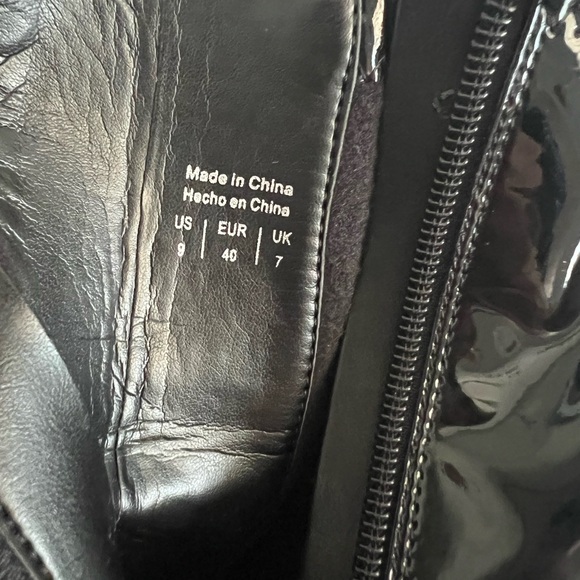 Made in China
Hecho en China
US | EUR | UK
9 | 40 | 7